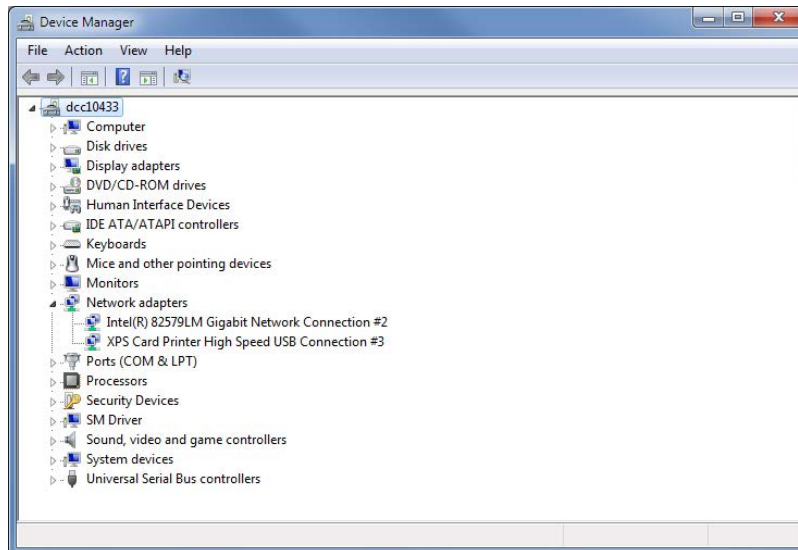 Device Manager
File Action View Help
dcc10433
Computer
Disk drives
Display adapters
DVD/CD-ROM drives
Human Interface Devices
IDE ATA/ATAPI controllers
Keyboards
Mice and other pointing devices
Monitors
Network adapters
Intel(R) 82579LM Gigabit Network Connection #2
XPS Card Printer High Speed USB Connection #3
Ports (COM & LPT)
Processors
Security Devices
SM Driver
Sound, video and game controllers
System devices
Universal Serial Bus controllers